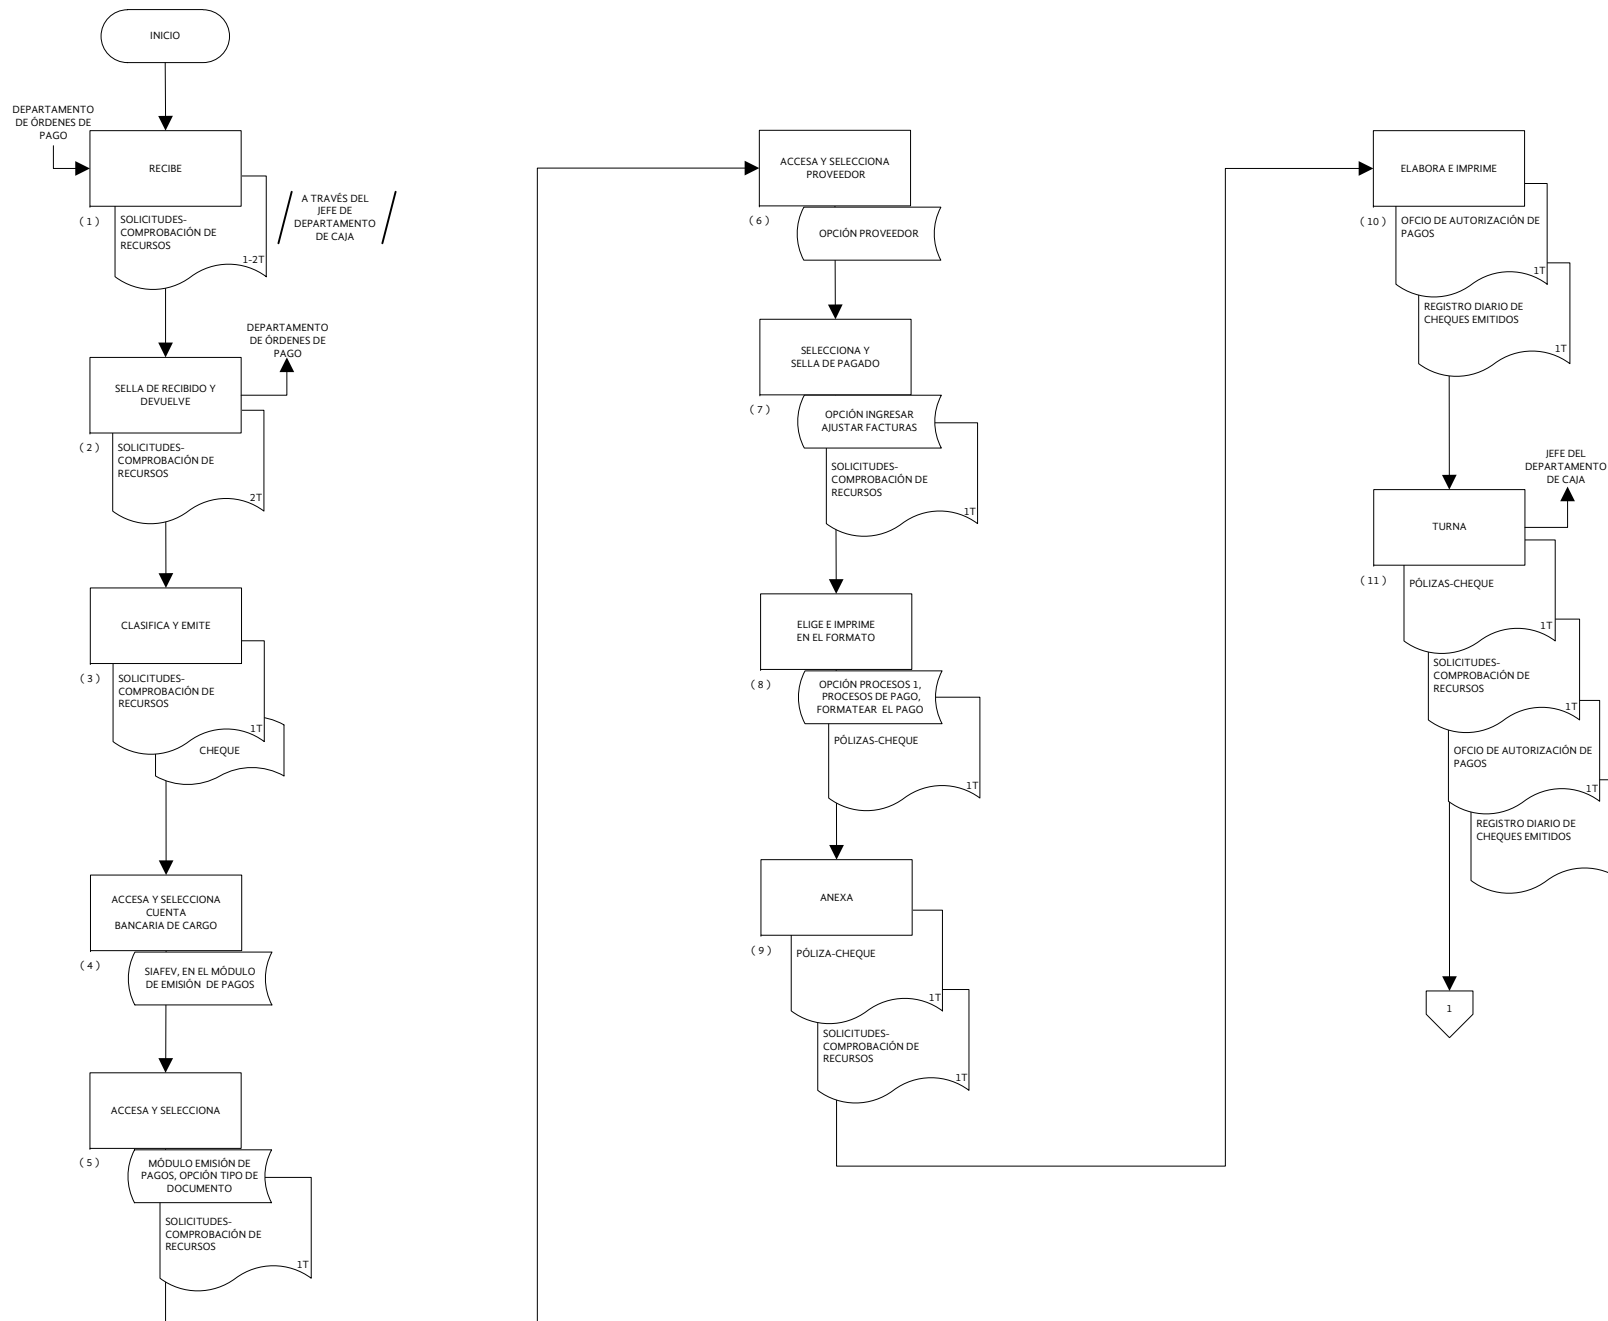 INICIO
DEPARTAMENTO
DE ÓRDENES DE
PAGO
RECIBE
(1)
SOLICITUDES-
COMPROBACIÓN DE
RECURSOS
1-2T
A TRAVÉS DEL
JEFE DE
DEPARTAMENTO
DE CAJA
DEPARTAMENTO
DE ÓRDENES DE
PAGO
SELLA DE RECIBIDO Y
DEVUELVE
(2)
SOLICITUDES-
COMPROBACIÓN DE
RECURSOS
2T
CLASIFICA Y EMITE
(3)
SOLICITUDES-
COMPROBACIÓN DE
RECURSOS
1T
CHEQUE
ACCESA Y SELECCIONA
CUENTA
BANCARIA DE CARGO
(4)
SIAFEV, EN EL MÓDULO
DE EMISIÓN DE PAGOS
ACCESA Y SELECCIONA
(5)
MÓDULO EMISIÓN DE
PAGOS, OPCIÓN TIPO DE
DOCUMENTO
SOLICITUDES-
COMPROBACIÓN DE
RECURSOS
1T
ACCESA Y SELECCIONA
PROVEEDOR
(6)
OPCIÓN PROVEEDOR
SELECCIONA Y
SELLA DE PAGADO
(7)
OPCIÓN INGRESAR
AJUSTAR FACTURAS
SOLICITUDES-
COMPROBACIÓN DE
RECURSOS
1T
ELIGE E IMPRIME
EN EL FORMATO
(8)
OPCIÓN PROCESOS 1,
PROCESOS DE PAGO,
FORMATEAR EL PAGO
PÓLIZAS-CHEQUE
1T
ANEXA
(9)
PÓLIZA-CHEQUE
1T
SOLICITUDES-
COMPROBACIÓN DE
RECURSOS
1T
ELABORA E IMPRIME
(10)
OFCIO DE AUTORIZACIÓN DE
PAGOS
1T
REGISTRO DIARIO DE
CHEQUES EMITIDOS
1T
JEFE DEL
DEPARTAMENTO
DE CAJA
TURNA
(11)
PÓLIZAS-CHEQUE
1T
SOLICITUDES-
COMPROBACIÓN DE
RECURSOS
1T
OFCIO DE AUTORIZACIÓN DE
PAGOS
1T
REGISTRO DIARIO DE
CHEQUES EMITIDOS
1